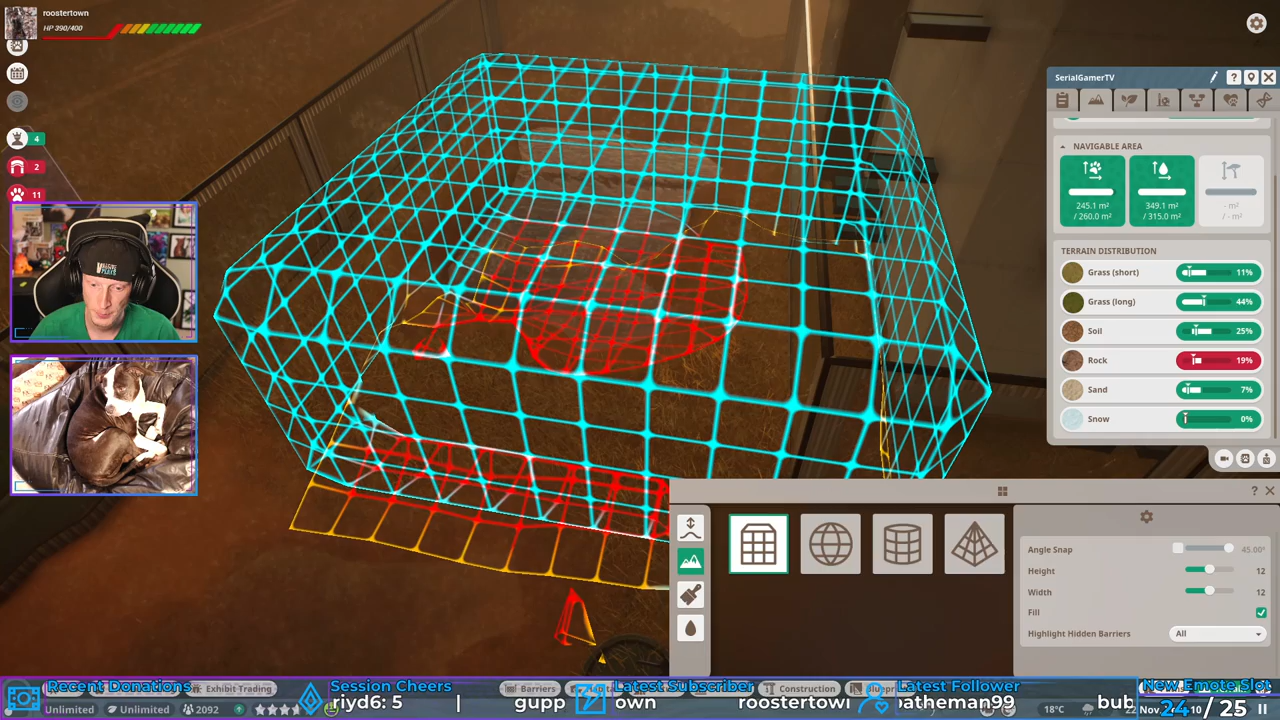 roostertown
HP 390/400
4
2
11
SerialGamerTV
NAVIGABLE AREA
245.1 m² / 260.0 m²
349.1 m² / 315.0 m²
- m² / - m²
TERRAIN DISTRIBUTION
Grass (short) 11%
Grass (long) 44%
Soil 25%
Rock 19%
Sand 7%
Snow 0%
Angle Snap 45.00°
Height 12
Width 12
Fill
Highlight Hidden Barriers All
Exhibit Trading
Barriers
Construction
Recent Donations
Session Cheers
Latest Subscriber
Latest Follower
New Emote Slot
riyd6: 5 | gupp
own roostertowi
batheman99
bub
24 / 25
Unlimited
Unlimited
2092
18°C